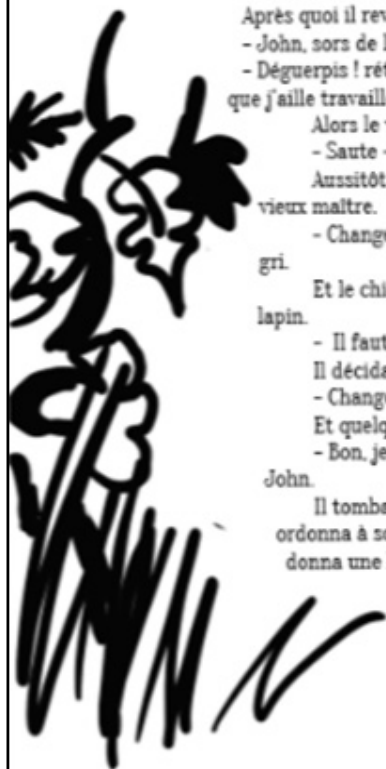 Après quoi il rev
- John, sors de l
- Déguerpis ! rét
que j'aille travaill
Alors le
- Saute -
Aussitôt
vieux maître.
- Change
gri.
Et le chi
lapin.
- Il faut
Il décida
- Change
Et quelq
- Bon, je
John.
Il tomba
ordonna à so
donna une